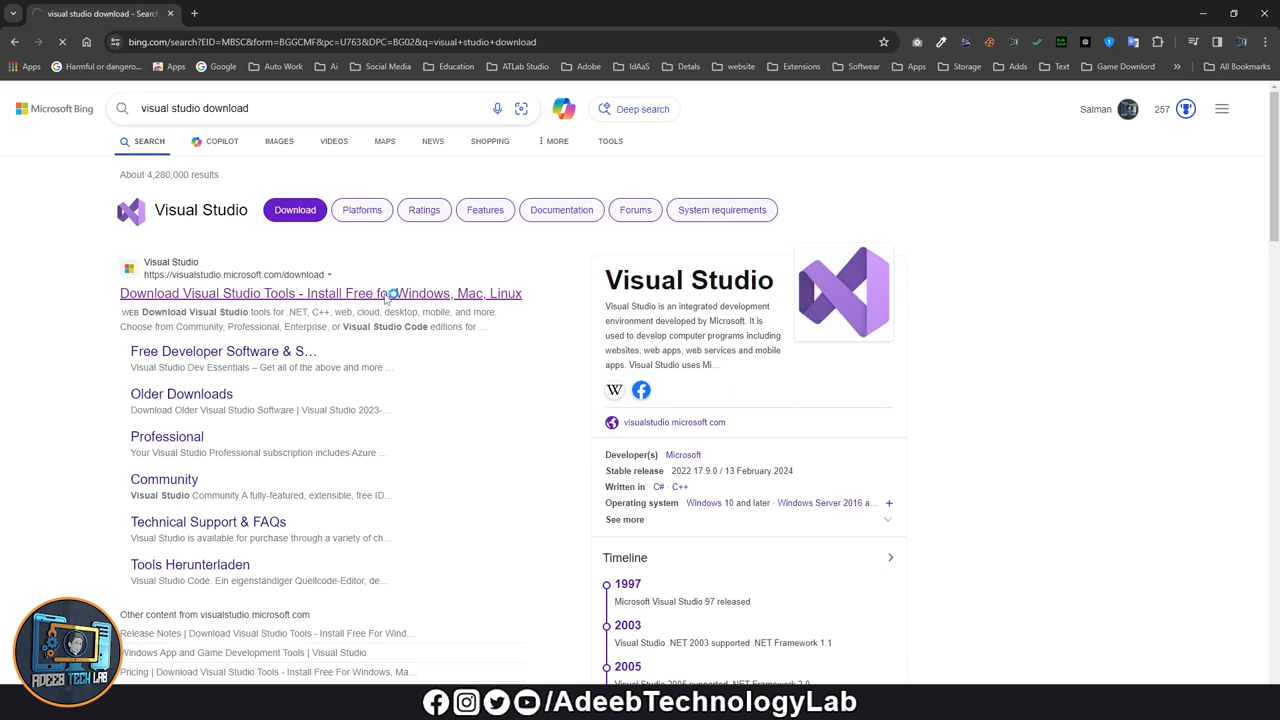 visual studio download - Searc
bing.com/search?EID=MBSC&form=BGGCMF&pc=U763&DPC=BG02&q=visual+studio+download
Apps
Harmful or dangero...
Apps
Google
Auto Work
Ai
Social Media
Education
ATLab Studio
Adobe
IdAaS
Detals
website
Extensions
Softwear
Apps
Storage
Adds
Text
Game Downlord
All Bookmarks
Microsoft Bing
visual studio download
Deep search
Salman
257
SEARCH
COPILOT
IMAGES
VIDEOS
MAPS
NEWS
SHOPPING
MORE
TOOLS
About 4,280,000 results
Visual Studio
Download
Platforms
Ratings
Features
Documentation
Forums
System requirements
Visual Studio
https://visualstudio.microsoft.com/download
Download Visual Studio Tools - Install Free for Windows, Mac, Linux
WEB Download Visual Studio tools for .NET, C++, web, cloud, desktop, mobile, and more.
Choose from Community, Professional, Enterprise, or Visual Studio Code editions for ...
Free Developer Software & S...
Visual Studio Dev Essentials – Get all of the above and more ...
Older Downloads
Download Older Visual Studio Software | Visual Studio 2023-...
Professional
Your Visual Studio Professional subscription includes Azure ...
Community
Visual Studio Community A fully-featured, extensible, free ID...
Technical Support & FAQs
Visual Studio is available for purchase through a variety of ch...
Tools Herunterladen
Visual Studio Code. Ein eigenständiger Quellcode-Editor, de...
Other content from visualstudio.microsoft.com
Release Notes | Download Visual Studio Tools - Install Free For Wind...
Windows App and Game Development Tools | Visual Studio
Pricing | Download Visual Studio Tools - Install Free For Windows, Ma...
Visual Studio
Visual Studio is an integrated development
environment developed by Microsoft. It is
used to develop computer programs including
websites, web apps, web services and mobile
apps. Visual Studio uses Mi...
W
visualstudio.microsoft.com
Developer(s) Microsoft
Stable release 2022 17.9.0 / 13 February 2024
Written in C# · C++
Operating system Windows 10 and later · Windows Server 2016 a...
See more
Timeline
1997
Microsoft Visual Studio 97 released
2003
Visual Studio .NET 2003 supported .NET Framework 1.1
2005
Visual Studio 2005 supported .NET Framework 2.0
ADEEB TECH LAB
/AdeebTechnologyLab